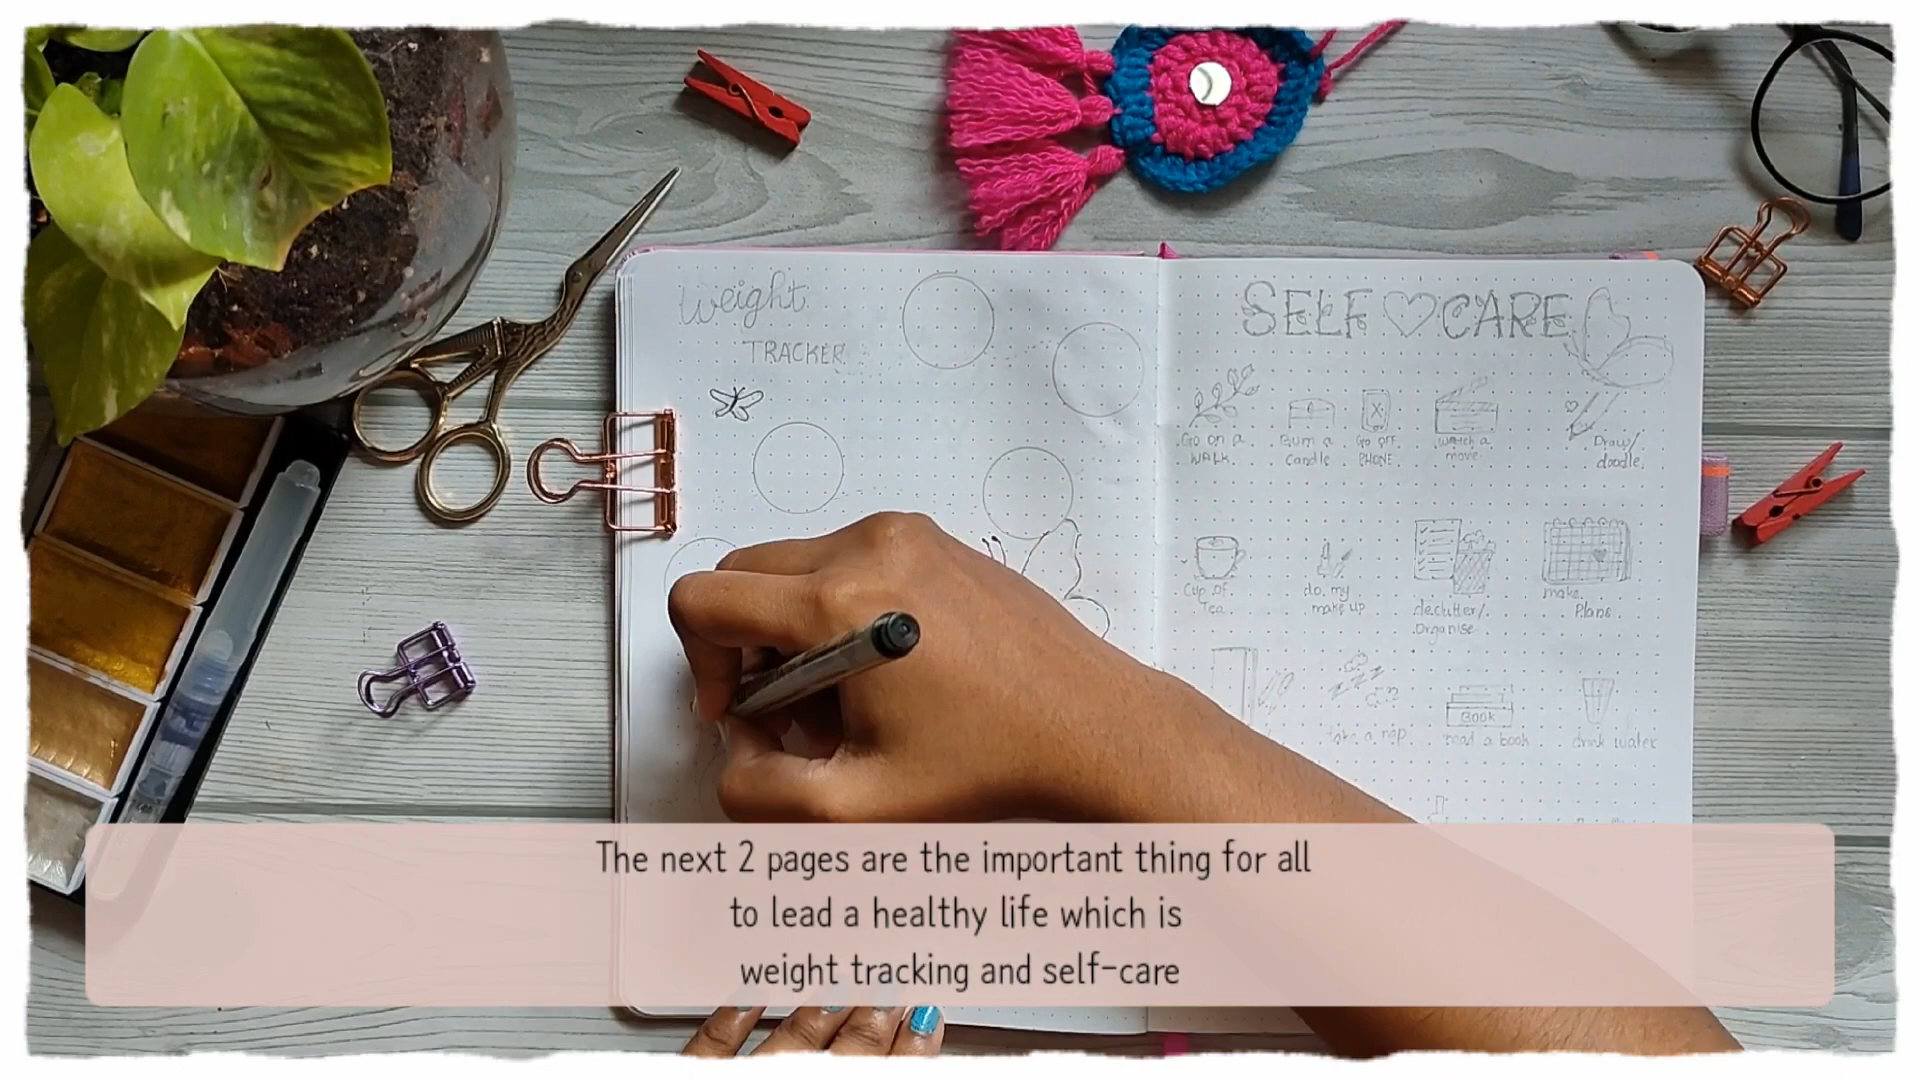 Weight
TRACKER
SELF CARE
Go on a
WALK
Burn a
Candle
Go OFF
PHONE
watch a
movie
Draw/
doodle
Cup of
Tea
do my
make up
declutter/
Organise
make
Plans
take a nap
Book
read a book
drink water
The next 2 pages are the important thing for all
to lead a healthy life which is
weight tracking and self-care